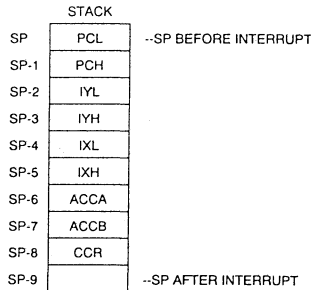 STACK
SP PCL --SP BEFORE INTERRUPT
SP-1 PCH
SP-2 IYL
SP-3 IYH
SP-4 IXL
SP-5 IXH
SP-6 ACCA
SP-7 ACCB
SP-8 CCR
SP-9 --SP AFTER INTERRUPT